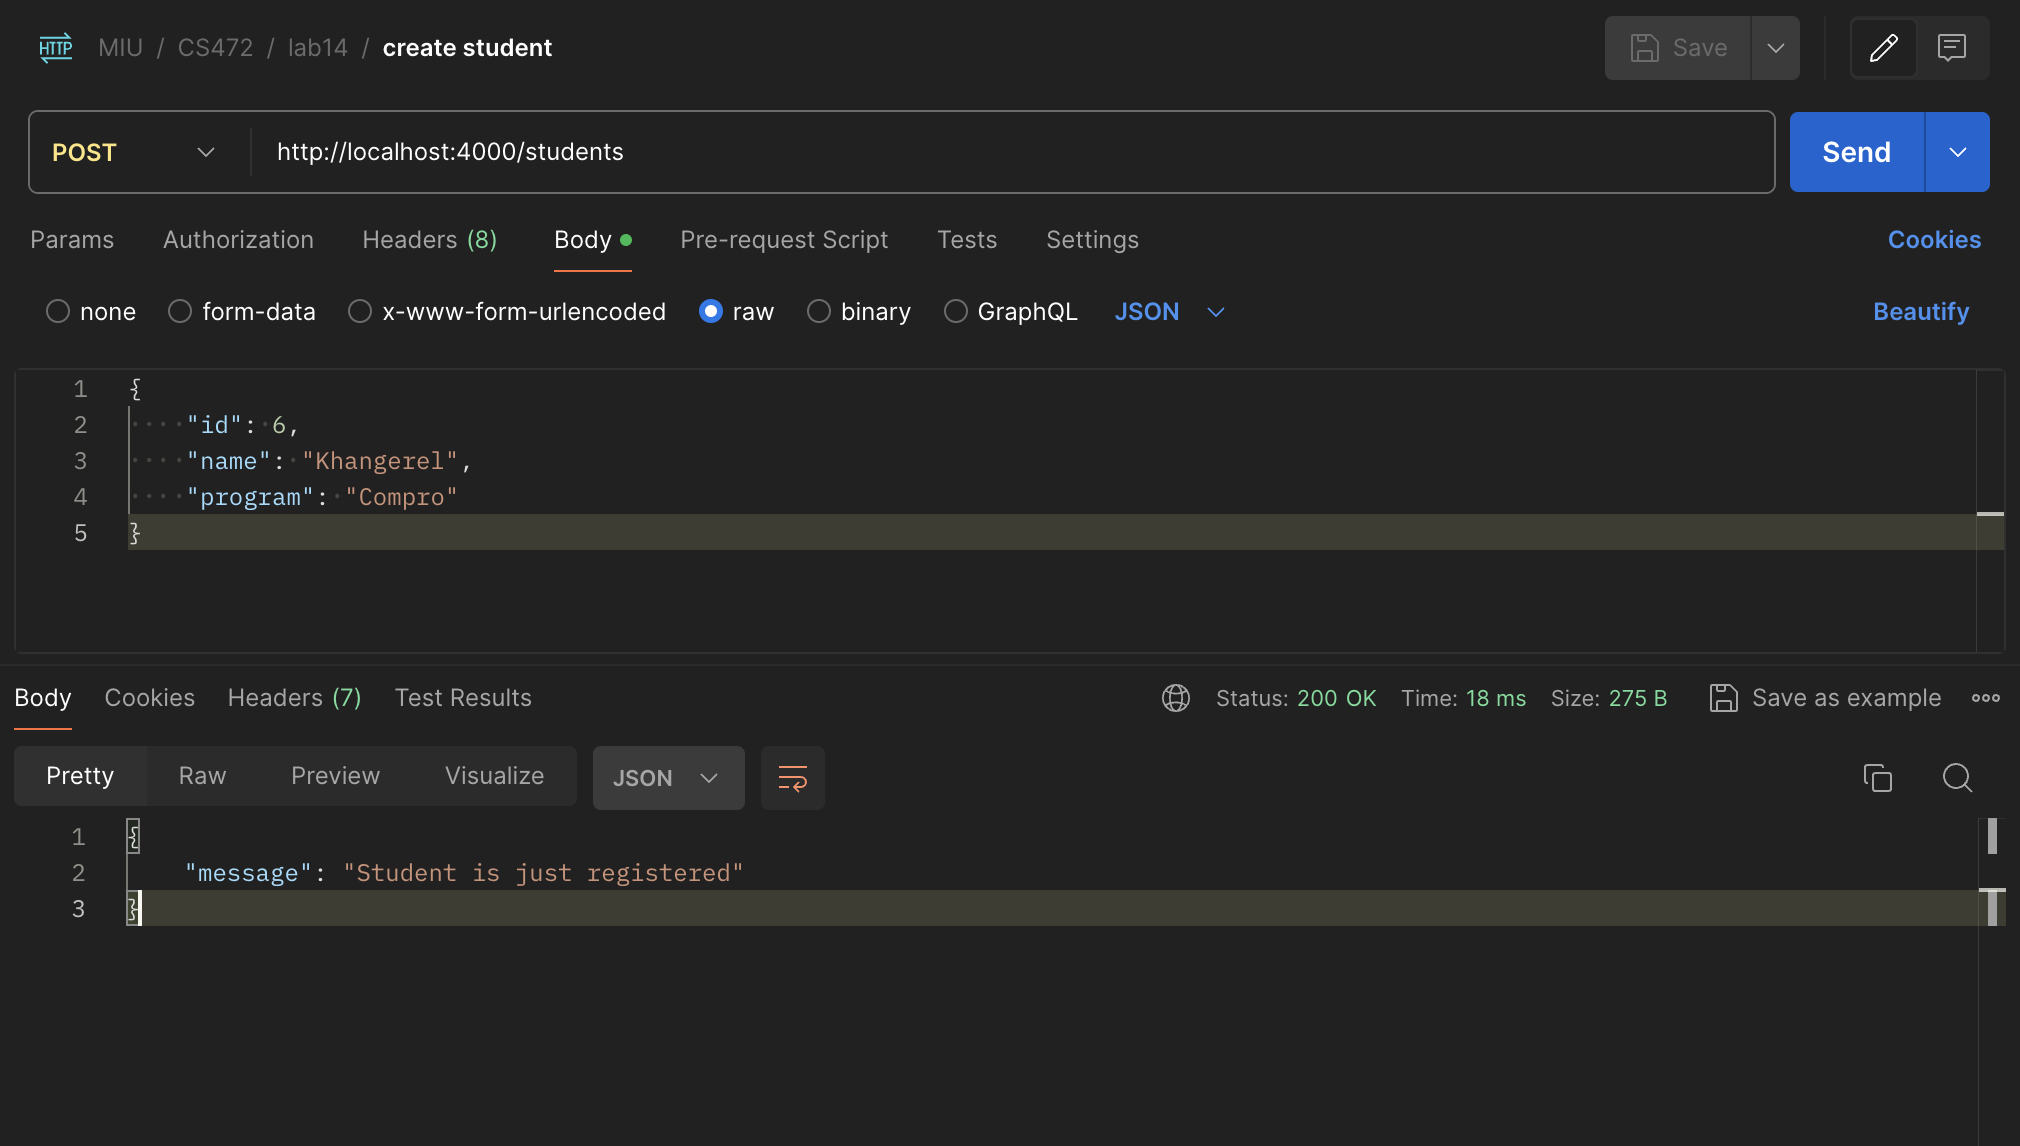 HTTP MIU / CS472 / lab14 / create student Save
POST http://localhost:4000/students Send
Params Authorization Headers (8) Body Pre-request Script Tests Settings Cookies
none form-data x-www-form-urlencoded raw binary GraphQL JSON Beautify
1 {
2 "id": 6,
3 "name": "Khangerel",
4 "program": "Compro"
5 }
Body Cookies Headers (7) Test Results Status: 200 OK Time: 18 ms Size: 275 B Save as example
Pretty Raw Preview Visualize JSON
1 {
2 "message": "Student is just registered"
3 }